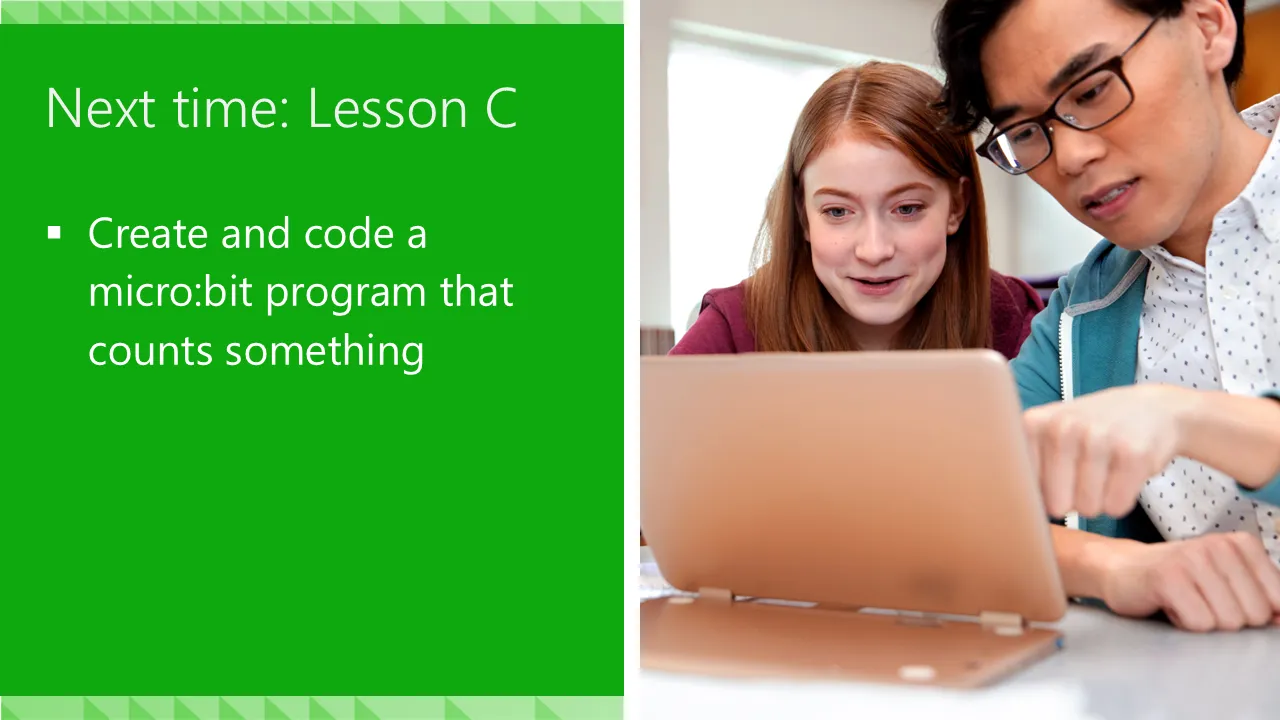 Next time: Lesson C
▪ Create and code a
micro:bit program that
counts something